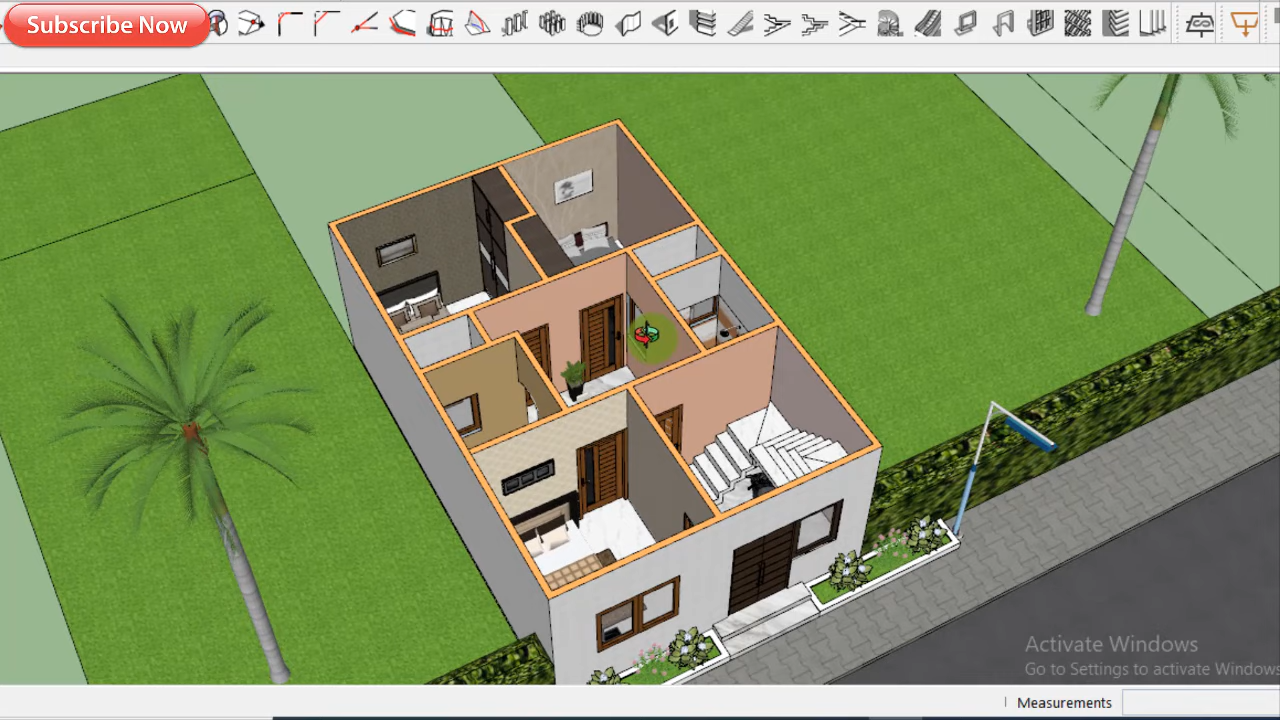 Subscribe Now
Activate Windows
Go to Settings to activate Windows
Measurements